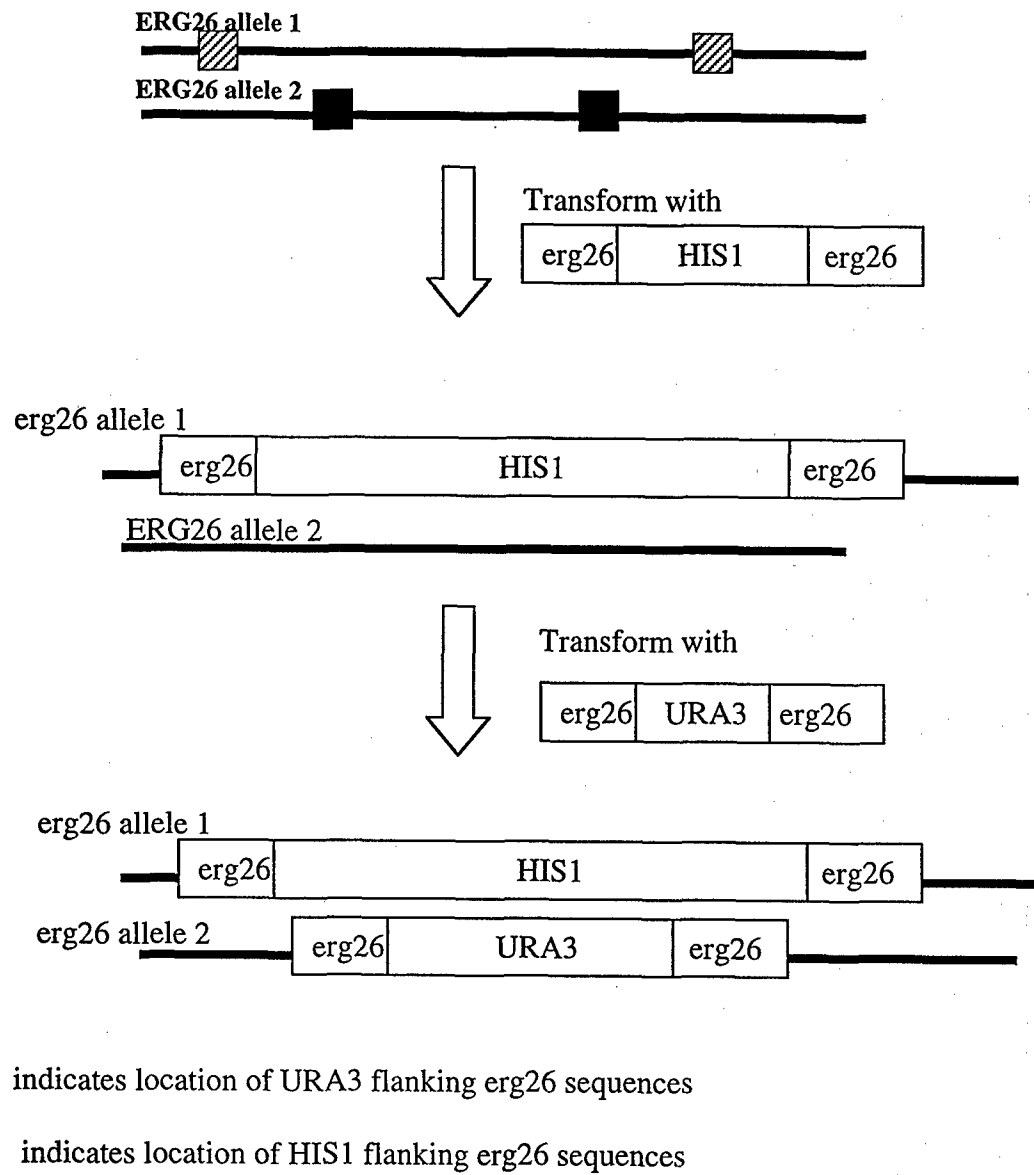 ERG26 allele 1
ERG26 allele 2
Transform with
erg26 HIS1 erg26
erg26 allele 1
erg26 HIS1 erg26
ERG26 allele 2
Transform with
erg26 URA3 erg26
erg26 allele 1
erg26 HIS1 erg26
erg26 allele 2
erg26 URA3 erg26
indicates location of URA3 flanking erg26 sequences
indicates location of HIS1 flanking erg26 sequences